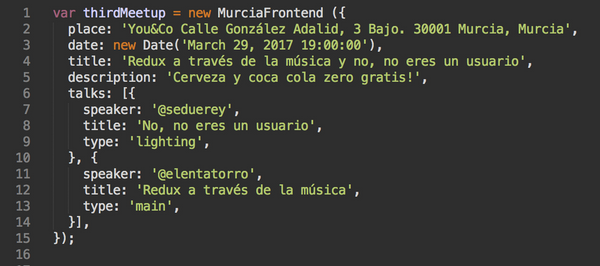 1 var thirdMeetup = new MurciaFrontend ({
2 place: 'You&Co Calle González Adalid, 3 Bajo. 30001 Murcia, Murcia',
3 date: new Date('March 29, 2017 19:00:00'),
4 title: 'Redux a través de la música y no, no eres un usuario',
5 description: 'Cerveza y coca cola zero gratis!',
6 talks: [{
7 speaker: '@seduerey',
8 title: 'No, no eres un usuario',
9 type: 'lighting',
10 }, {
11 speaker: '@elentatorro',
12 title: 'Redux a través de la música',
13 type: 'main',
14 }],
15 });
16